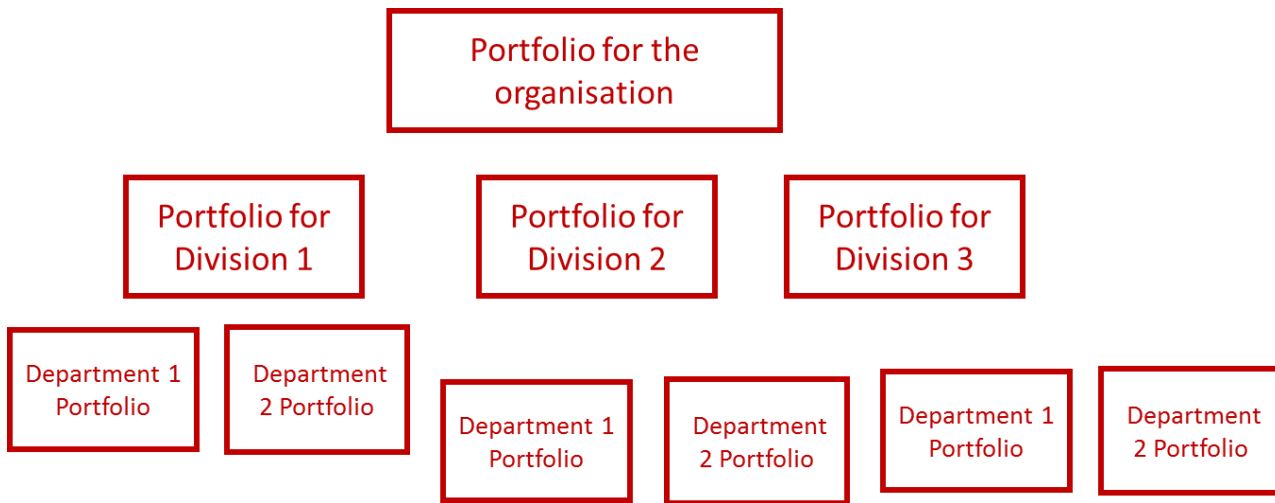 Portfolio for the
organisation
Portfolio for
Division 1
Portfolio for
Division 2
Portfolio for
Division 3
Department 1
Portfolio
Department
2 Portfolio
Department 1
Portfolio
Department
2 Portfolio
Department 1
Portfolio
Department
2 Portfolio